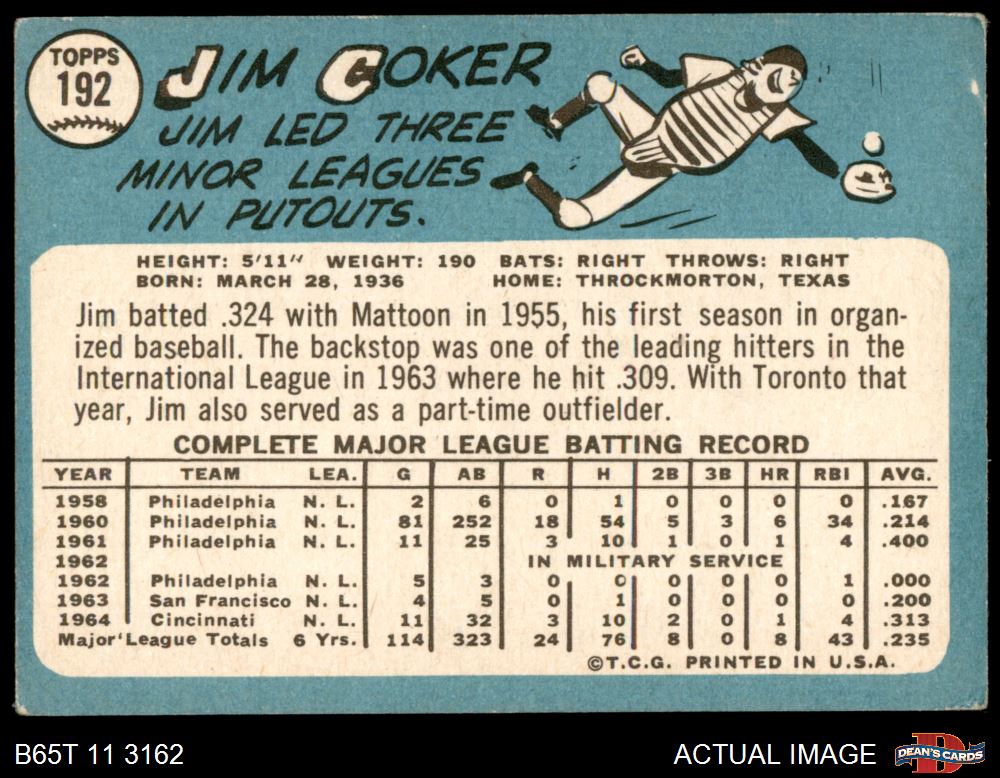 TOPPS
192
JIM COKER
JIM LED THREE
MINOR LEAGUES
IN PUTOUTS.
HEIGHT: 5'11" WEIGHT: 190 BATS: RIGHT THROWS: RIGHT
BORN: MARCH 28, 1936 HOME: THROCKMORTON, TEXAS
Jim batted .324 with Mattoon in 1955, his first season in organ-
ized baseball. The backstop was one of the leading hitters in the
International League in 1963 where he hit .309. With Toronto that
year, Jim also served as a part-time outfielder.
COMPLETE MAJOR LEAGUE BATTING RECORD
YEAR TEAM LEA. G AB R H 2B 3B HR RBI AVG.
1958 Philadelphia N. L. 2 6 0 1 0 0 0 0 .167
1960 Philadelphia N. L. 81 252 18 54 5 3 6 34 .214
1961 Philadelphia N. L. 11 25 3 10 1 0 1 4 .400
1962 IN MILITARY SERVICE
1962 Philadelphia N. L. 5 3 0 0 0 0 0 1 .000
1963 San Francisco N. L. 4 5 0 1 0 0 0 0 .200
1964 Cincinnati N. L. 11 32 3 10 2 0 1 4 .313
Major League Totals 6 Yrs. 114 323 24 76 8 0 8 43 .235
©T.C.G. PRINTED IN U.S.A.
B65T 11 3162 ACTUAL IMAGE DEAN'S CARDS